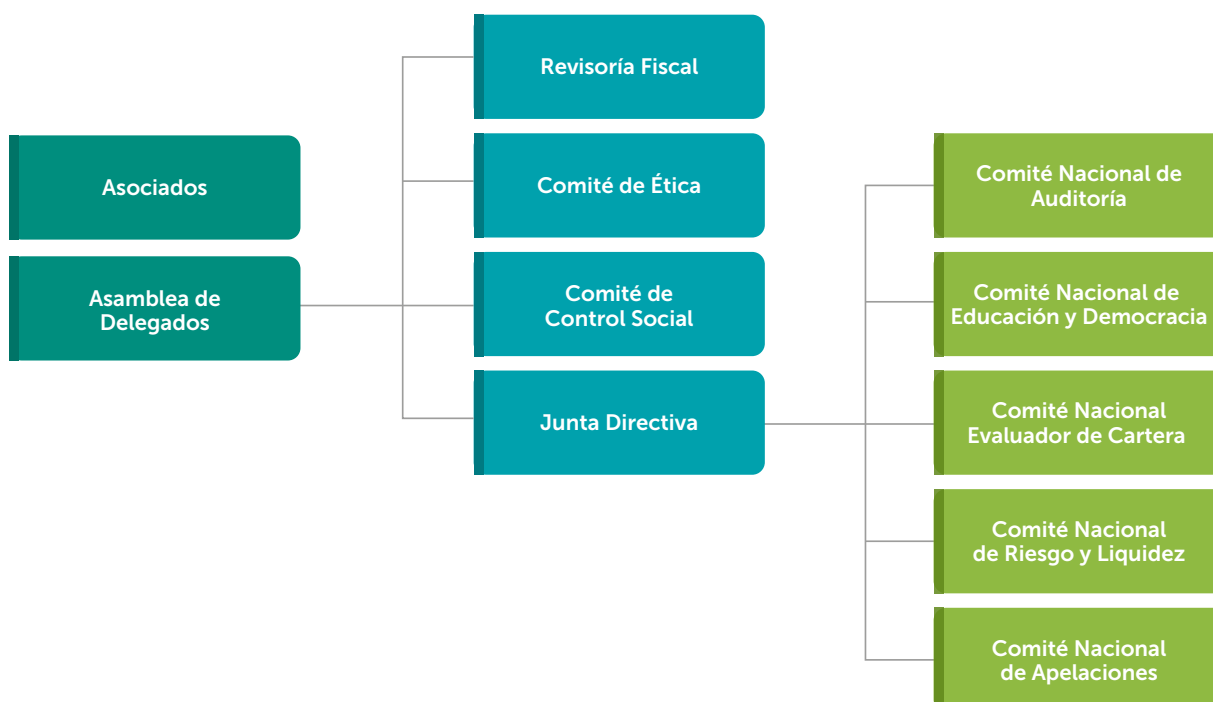 Asociados
Asamblea de
Delegados
Revisoría Fiscal
Comité de Ética
Comité de
Control Social
Junta Directiva
Comité Nacional de
Auditoría
Comité Nacional de
Educación y Democracia
Comité Nacional
Evaluador de Cartera
Comité Nacional
de Riesgo y Liquidez
Comité Nacional
de Apelaciones